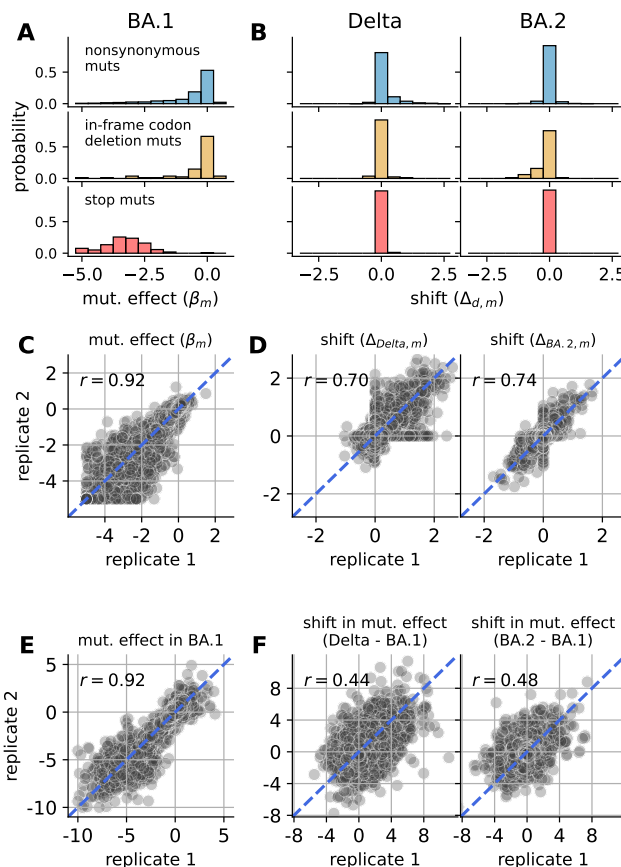 A BA.1 B Delta BA.2
nonsynonymous
muts
0.5
0.0
in-frame codon
deletion muts
0.5
0.0
probability
stop muts
0.5
0.0
−5.0 −2.5 0.0 −2.5 0.0 2.5 −2.5 0.0 2.5
mut. effect (βm) shift (Δd, m)
C mut. effect (βm) D shift (ΔDelta, m) shift (ΔBA.2, m)
r = 0.92 r = 0.70 r = 0.74
2
0
-2
-4
replicate 2
2
0
-2
-4 -2 0 2 -2 0 2 -2 0 2
replicate 1 replicate 1 replicate 1
E mut. effect in BA.1 F shift in mut. effect
(Delta - BA.1)
shift in mut. effect
(BA.2 - BA.1)
r = 0.92 r = 0.44 r = 0.48
5
0
-5
-10
replicate 2
8
4
0
-4
-8
-10 -5 0 5 -8 -4 0 4 8 -8 -4 0 4 8
replicate 1 replicate 1 replicate 1